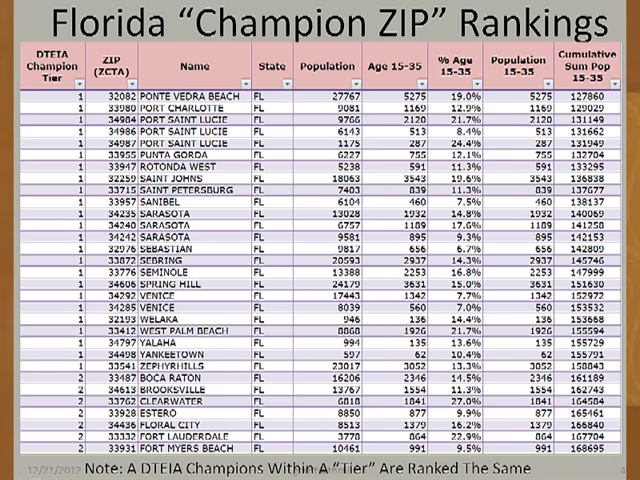 Florida “Champion ZIP” Rankings
DTEIA Champion Tier ZIP (ZCTA) Name State Population Age 15-35 % Age 15-35 Population 15-35 Cumulative Sum Pop 15-35
1 32082 PONTE VEDRA BEACH FL 27767 5275 19.0% 5275 127860
1 33980 PORT CHARLOTTE FL 9081 1169 12.9% 1169 129029
1 34984 PORT SAINT LUCIE FL 9766 2120 21.7% 2120 131149
1 34986 PORT SAINT LUCIE FL 6143 513 8.4% 513 131662
1 34987 PORT SAINT LUCIE FL 1175 287 24.4% 287 131949
1 33955 PUNTA GORDA FL 6227 755 12.1% 755 132704
1 33947 ROTONDA WEST FL 5238 591 11.3% 591 133295
1 32259 SAINT JOHNS FL 18063 3543 19.6% 3543 136838
1 33715 SAINT PETERSBURG FL 7403 839 11.3% 839 137677
1 33957 SANIBEL FL 6104 460 7.5% 460 138137
1 34235 SARASOTA FL 13028 1932 14.8% 1932 140069
1 34240 SARASOTA FL 6757 1189 17.6% 1189 141258
1 34242 SARASOTA FL 9581 895 9.3% 895 142153
1 32976 SEBASTIAN FL 9817 656 6.7% 656 142809
1 33872 SEBRING FL 20593 2937 14.3% 2937 145746
1 33776 SEMINOLE FL 13388 2253 16.8% 2253 147999
1 34606 SPRING HILL FL 24179 3631 15.0% 3631 151630
1 34292 VENICE FL 17443 1342 7.7% 1342 152972
1 34285 VENICE FL 8039 560 7.0% 560 153532
1 32193 WELAKA FL 946 136 14.4% 136 153668
1 33412 WEST PALM BEACH FL 8868 1926 21.7% 1926 155594
1 34797 YALAHA FL 994 135 13.6% 135 155729
1 34498 YANKEETOWN FL 597 62 10.4% 62 155791
1 33541 ZEPHYRHILLS FL 23017 3052 13.3% 3052 158843
2 33487 BOCA RATON FL 16206 2346 14.5% 2346 161189
2 34613 BROOKSVILLE FL 13767 1554 11.3% 1554 162743
2 33762 CLEARWATER FL 6818 1841 27.0% 1841 164584
2 33928 ESTERO FL 8850 877 9.9% 877 165461
2 34436 FLORAL CITY FL 8513 1379 16.2% 1379 166840
2 33332 FORT LAUDERDALE FL 3778 864 22.9% 864 167704
2 33931 FORT MYERS BEACH FL 10461 991 9.5% 991 168695
12/21/2012 Note: A DTEIA Champions Within A “Tier” Are Ranked The Same